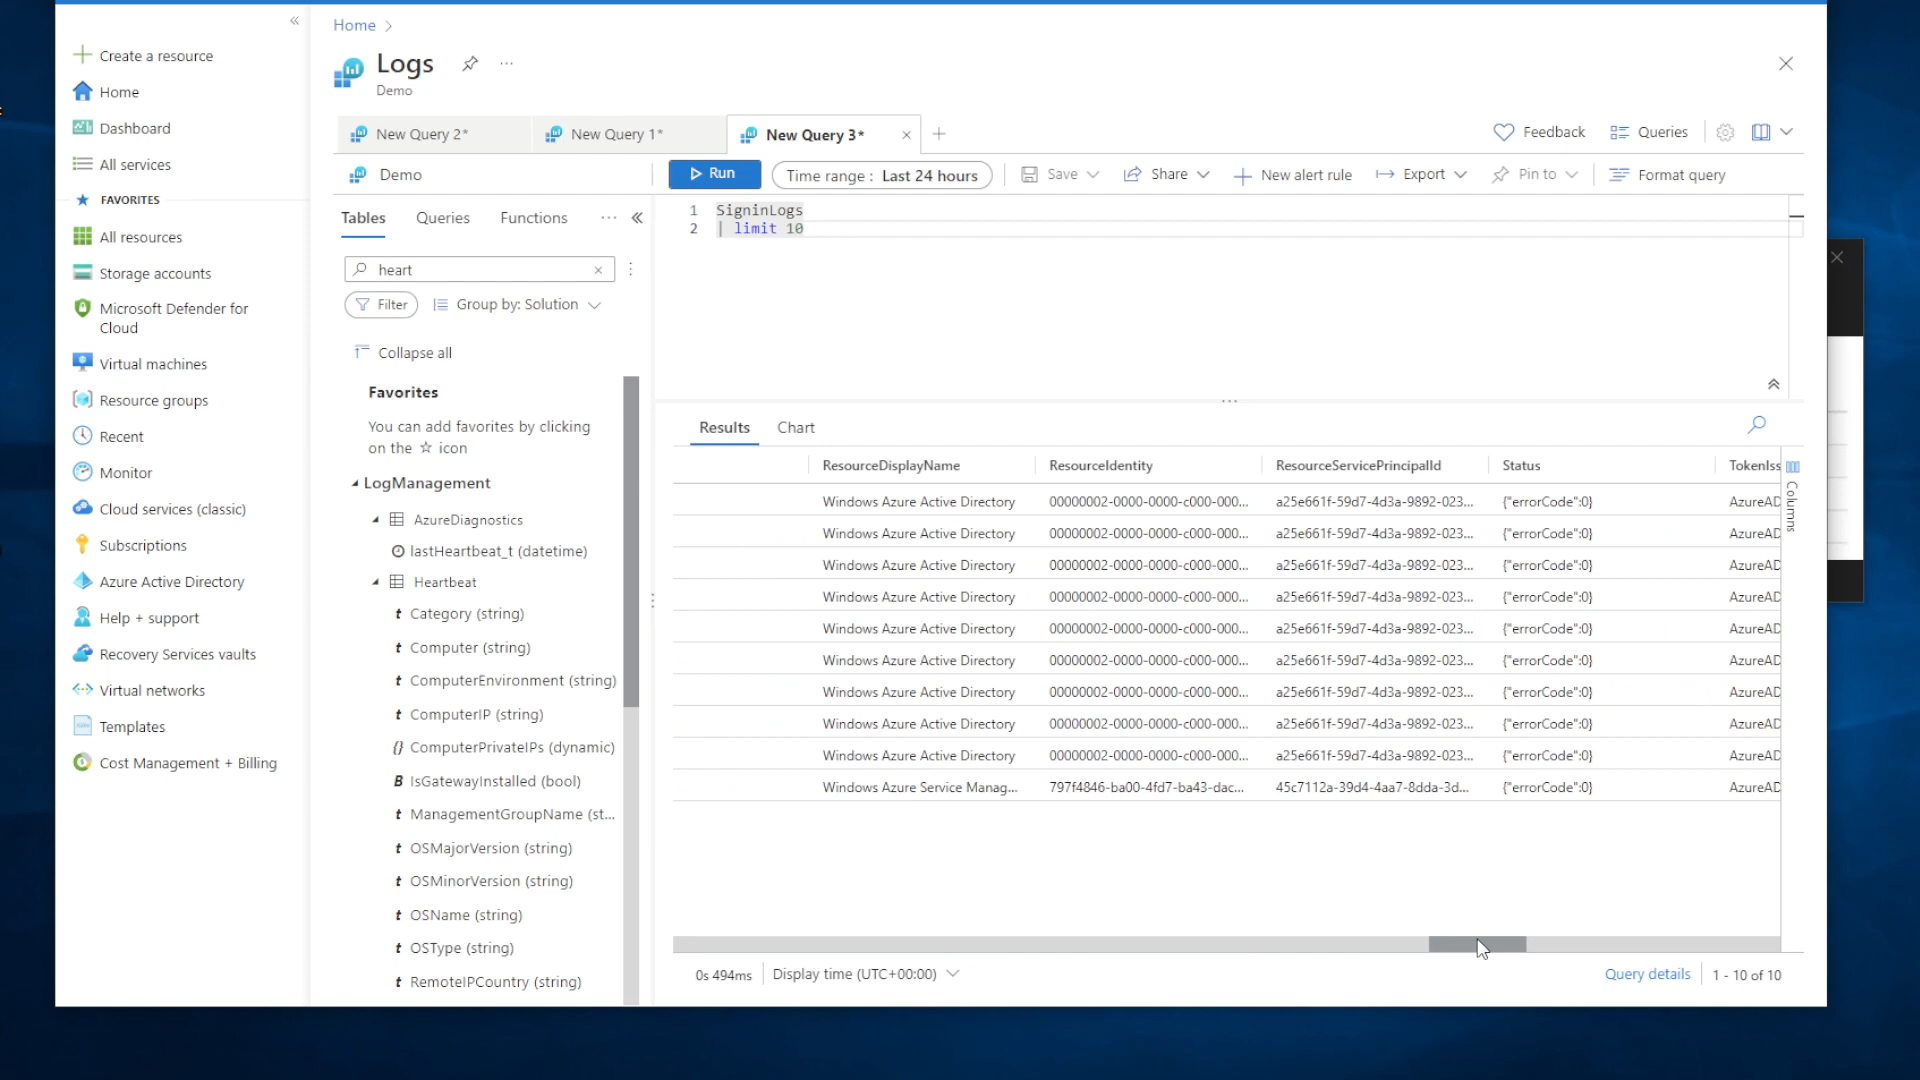 Home
Create a resource
Home
Dashboard
All services
FAVORITES
All resources
Storage accounts
Microsoft Defender for
Cloud
Virtual machines
Resource groups
Recent
Monitor
Cloud services (classic)
Subscriptions
Azure Active Directory
Help + support
Recovery Services vaults
Virtual networks
Templates
Cost Management + Billing
Logs
Demo
New Query 2*
New Query 1*
New Query 3*
Feedback
Queries
Demo
Run
Time range : Last 24 hours
Save
Share
New alert rule
Export
Pin to
Format query
Tables
Queries
Functions
heart
Filter
Group by: Solution
Collapse all
Favorites
You can add favorites by clicking
on the ☆ icon
LogManagement
AzureDiagnostics
lastHeartbeat_t (datetime)
Heartbeat
t Category (string)
t Computer (string)
t ComputerEnvironment (string)
t ComputerIP (string)
{} ComputerPrivateIPs (dynamic)
B IsGatewayInstalled (bool)
t ManagementGroupName (st...
t OSMajorVersion (string)
t OSMinorVersion (string)
t OSName (string)
t OSType (string)
t RemoteIPCountry (string)
1 SigninLogs
2 | limit 10
Results
Chart
ResourceDisplayName ResourceIdentity ResourceServicePrincipalId Status TokenIss
Windows Azure Active Directory 00000002-0000-0000-c000-000... a25e661f-59d7-4d3a-9892-023... {"errorCode":0} AzureAD
Windows Azure Active Directory 00000002-0000-0000-c000-000... a25e661f-59d7-4d3a-9892-023... {"errorCode":0} AzureAD
Windows Azure Active Directory 00000002-0000-0000-c000-000... a25e661f-59d7-4d3a-9892-023... {"errorCode":0} AzureAD
Windows Azure Active Directory 00000002-0000-0000-c000-000... a25e661f-59d7-4d3a-9892-023... {"errorCode":0} AzureAD
Windows Azure Active Directory 00000002-0000-0000-c000-000... a25e661f-59d7-4d3a-9892-023... {"errorCode":0} AzureAD
Windows Azure Active Directory 00000002-0000-0000-c000-000... a25e661f-59d7-4d3a-9892-023... {"errorCode":0} AzureAD
Windows Azure Active Directory 00000002-0000-0000-c000-000... a25e661f-59d7-4d3a-9892-023... {"errorCode":0} AzureAD
Windows Azure Active Directory 00000002-0000-0000-c000-000... a25e661f-59d7-4d3a-9892-023... {"errorCode":0} AzureAD
Windows Azure Active Directory 00000002-0000-0000-c000-000... a25e661f-59d7-4d3a-9892-023... {"errorCode":0} AzureAD
Windows Azure Service Manag... 797f4846-ba00-4fd7-ba43-dac... 45c7112a-39d4-4aa7-8dda-3d... {"errorCode":0} AzureAD
Columns
0s 494ms
Display time (UTC+00:00)
Query details
1 - 10 of 10